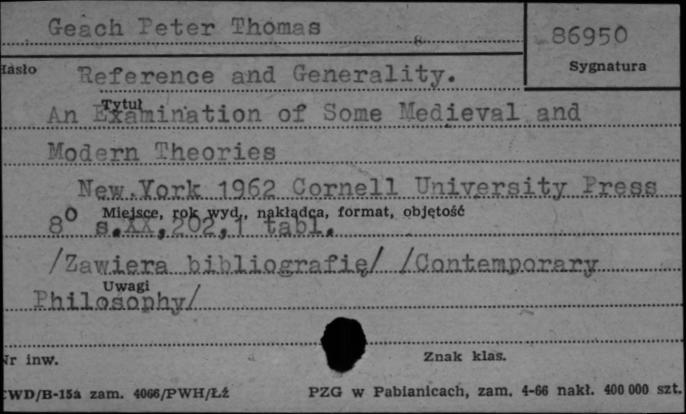 Geach Peter Thomas
86950
Hasło
Sygnatura
Reference and Generality.
Tytuł
An Examination of Some Medieval and
Modern Theories
New York 1962 Cornell University Press
Miejsce, rok wyd., nakładca, format, objętość
8° s.XX,202,1 tabl.
/Zawiera bibliografię/ /Contemporary
Uwagi
Philosophy/
Nr inw.
Znak klas.
CWD/B-15a zam. 4066/PWH/Łż
PZG w Pabianicach, zam. 4-66 nakł. 400 000 szt.